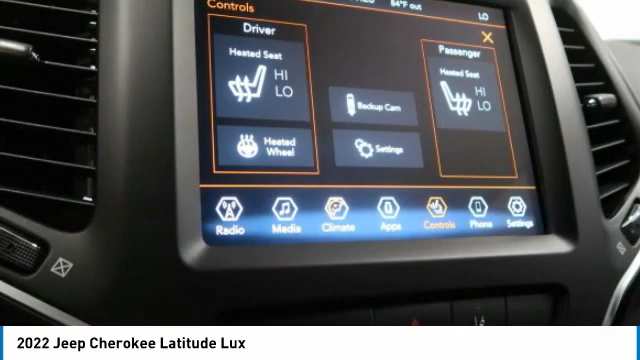 Controls
84°F out
LO
Driver
Passenger
Heated Seat
HI
LO
Heated Seat
HI
LO
Backup Cam
Heated
Wheel
Settings
Radio
Media
Climate
Apps
Controls
Phone
Settings
2022 Jeep Cherokee Latitude Lux